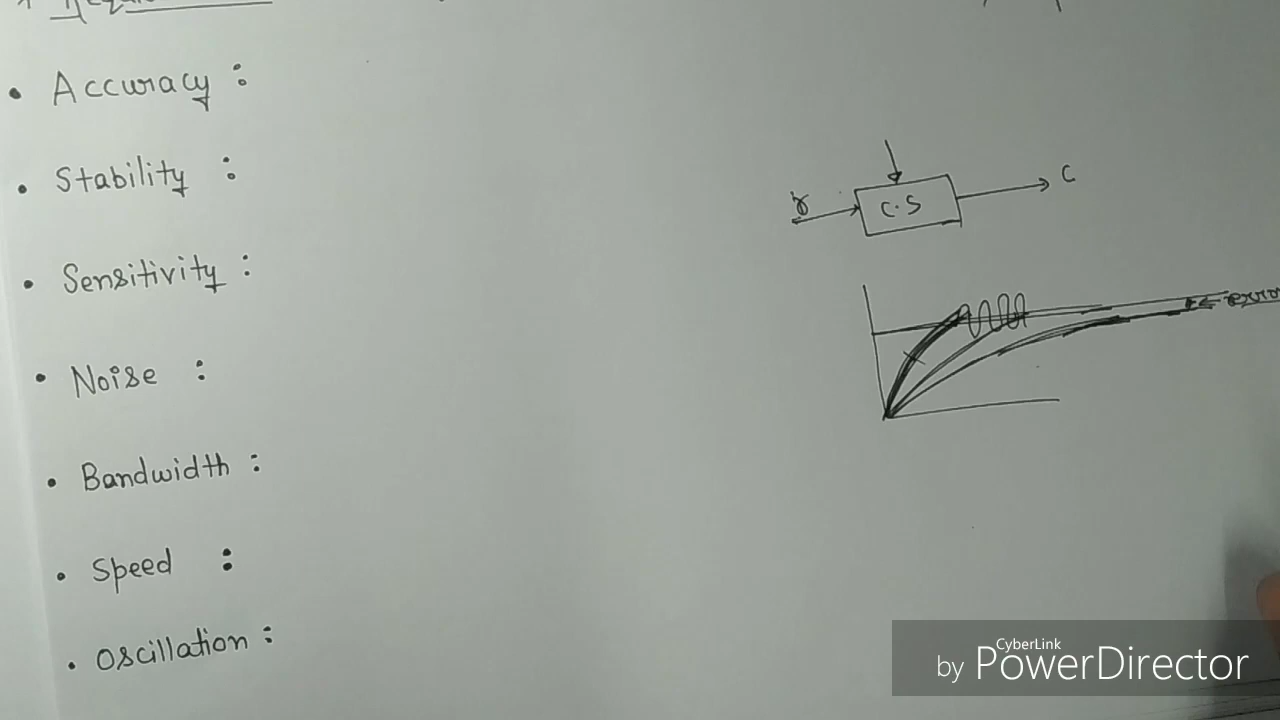 • Accuracy :
• Stability :
• Sensitivity :
• Noise :
• Bandwidth :
• Speed :
• Oscillation :
r
C.S
C
CyberLink
by PowerDirector